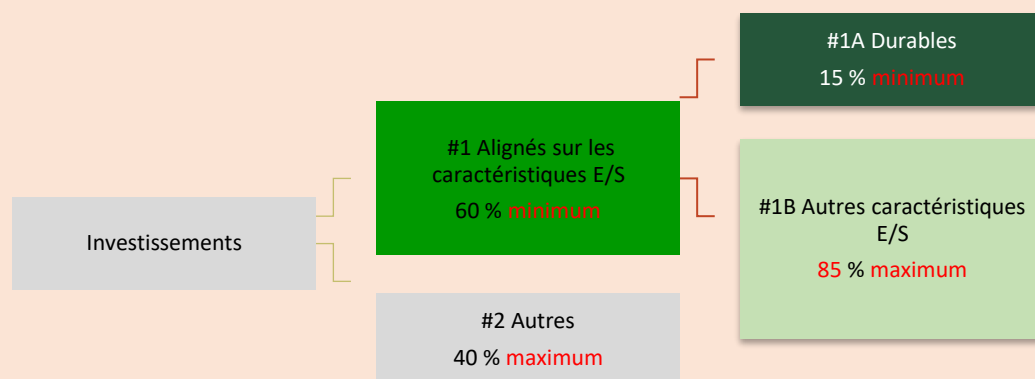 Investissements
#1 Alignés sur les
caractéristiques E/S
60 % minimum
#2 Autres
40 % maximum
#1A Durables
15 % minimum
#1B Autres caractéristiques
E/S
85 % maximum